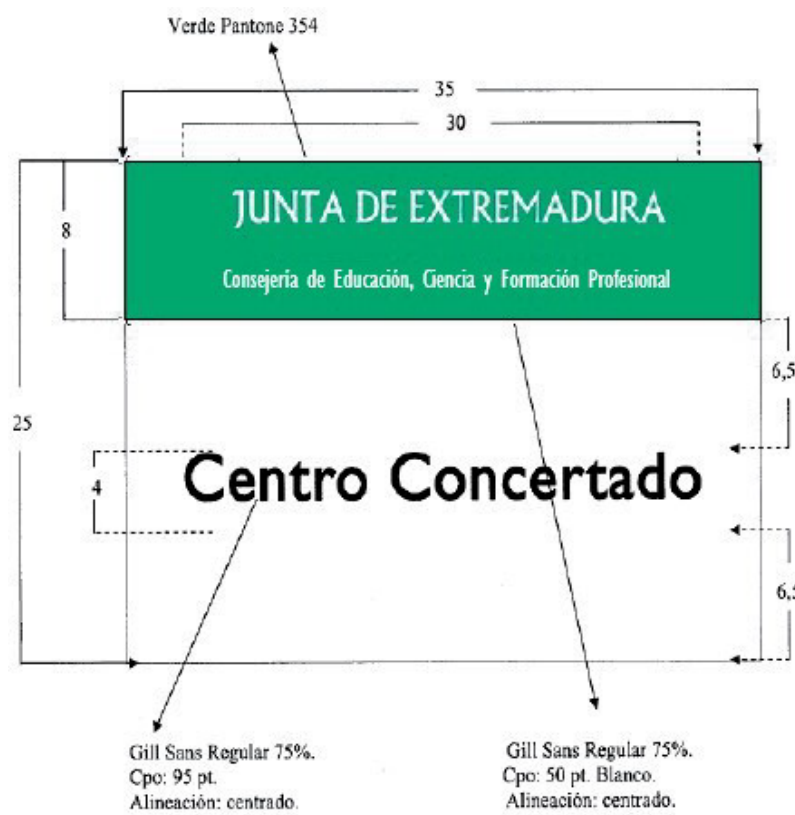 Verde Pantone 354
35
30
JUNTA DE EXTREMADURA
8
Consejería de Educación, Ciencia y Formación Profesional
6,5
25
Centro Concertado
4
6,5
Gill Sans Regular 75%.
Cpo: 95 pt.
Alineación: centrado.
Gill Sans Regular 75%.
Cpo: 50 pt. Blanco.
Alineación: centrado.